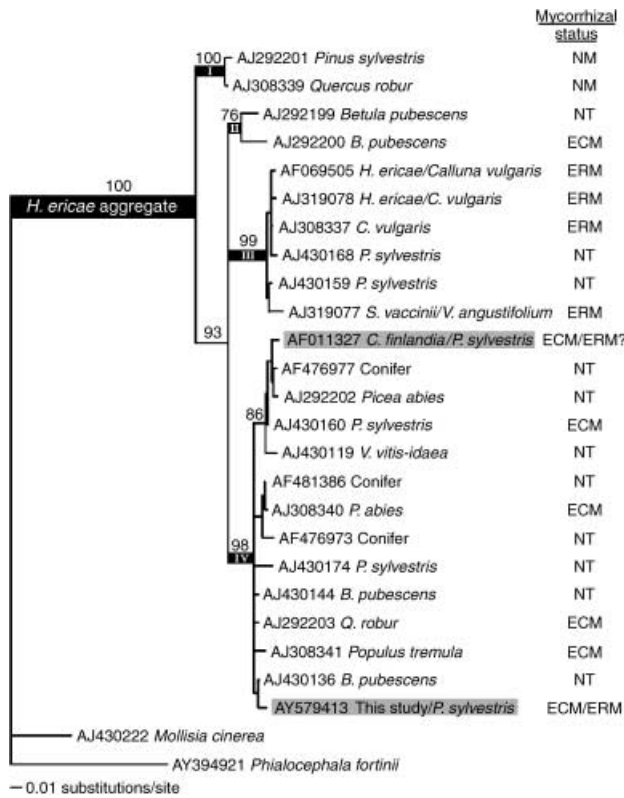 Mycorrhizal
status
100 AJ292201 Pinus sylvestris NM
I
AJ308339 Quercus robur NM
76 AJ292199 Betula pubescens NT
II
AJ292200 B. pubescens ECM
AF069505 H. ericae/Calluna vulgaris ERM
100
AJ319078 H. ericae/C. vulgaris ERM
H. ericae aggregate
AJ308337 C. vulgaris ERM
99
III
AJ430168 P. sylvestris NT
AJ430159 P. sylvestris NT
AJ319077 S. vaccinii/V. angustifolium ERM
93
AF011327 C. finlandia/P. sylvestris ECM/ERM?
AF476977 Conifer NT
AJ292202 Picea abies NT
86
AJ430160 P. sylvestris ECM
AJ430119 V. vitis-idaea NT
AF481386 Conifer NT
AJ308340 P. abies ECM
AF476973 Conifer NT
98
IV
AJ430174 P. sylvestris NT
AJ430144 B. pubescens NT
AJ292203 Q. robur ECM
AJ308341 Populus tremula ECM
AJ430136 B. pubescens NT
AY579413 This study/P. sylvestris ECM/ERM
AJ430222 Mollisia cinerea
AY394921 Phialocephala fortinii
0.01 substitutions/site